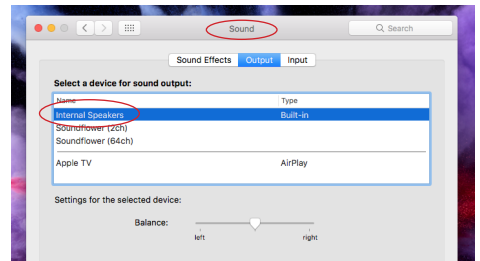 Sound
Search
Sound Effects Output Input
Select a device for sound output:
Name Type
Internal Speakers Built-in
Soundflower (2ch)
Soundflower (64ch)
Apple TV AirPlay
Settings for the selected device:
Balance:
left right